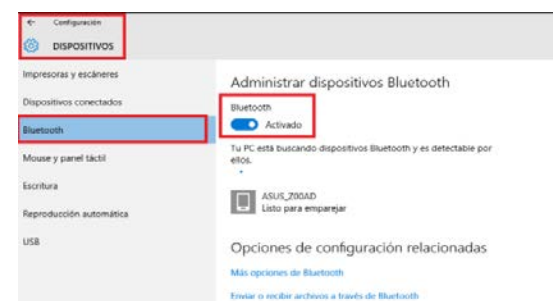 Configuración
DISPOSITIVOS
Impresoras y escáneres
Dispositivos conectados
Bluetooth
Mouse y panel táctil
Escritura
Reproducción automática
USB
Administrar dispositivos Bluetooth
Bluetooth
Activado
Tu PC está buscando dispositivos Bluetooth y es detectable por
ellos.
ASUS_Z00AD
Listo para emparejar
Opciones de configuración relacionadas
Más opciones de Bluetooth
Enviar o recibir archivos a través de Bluetooth